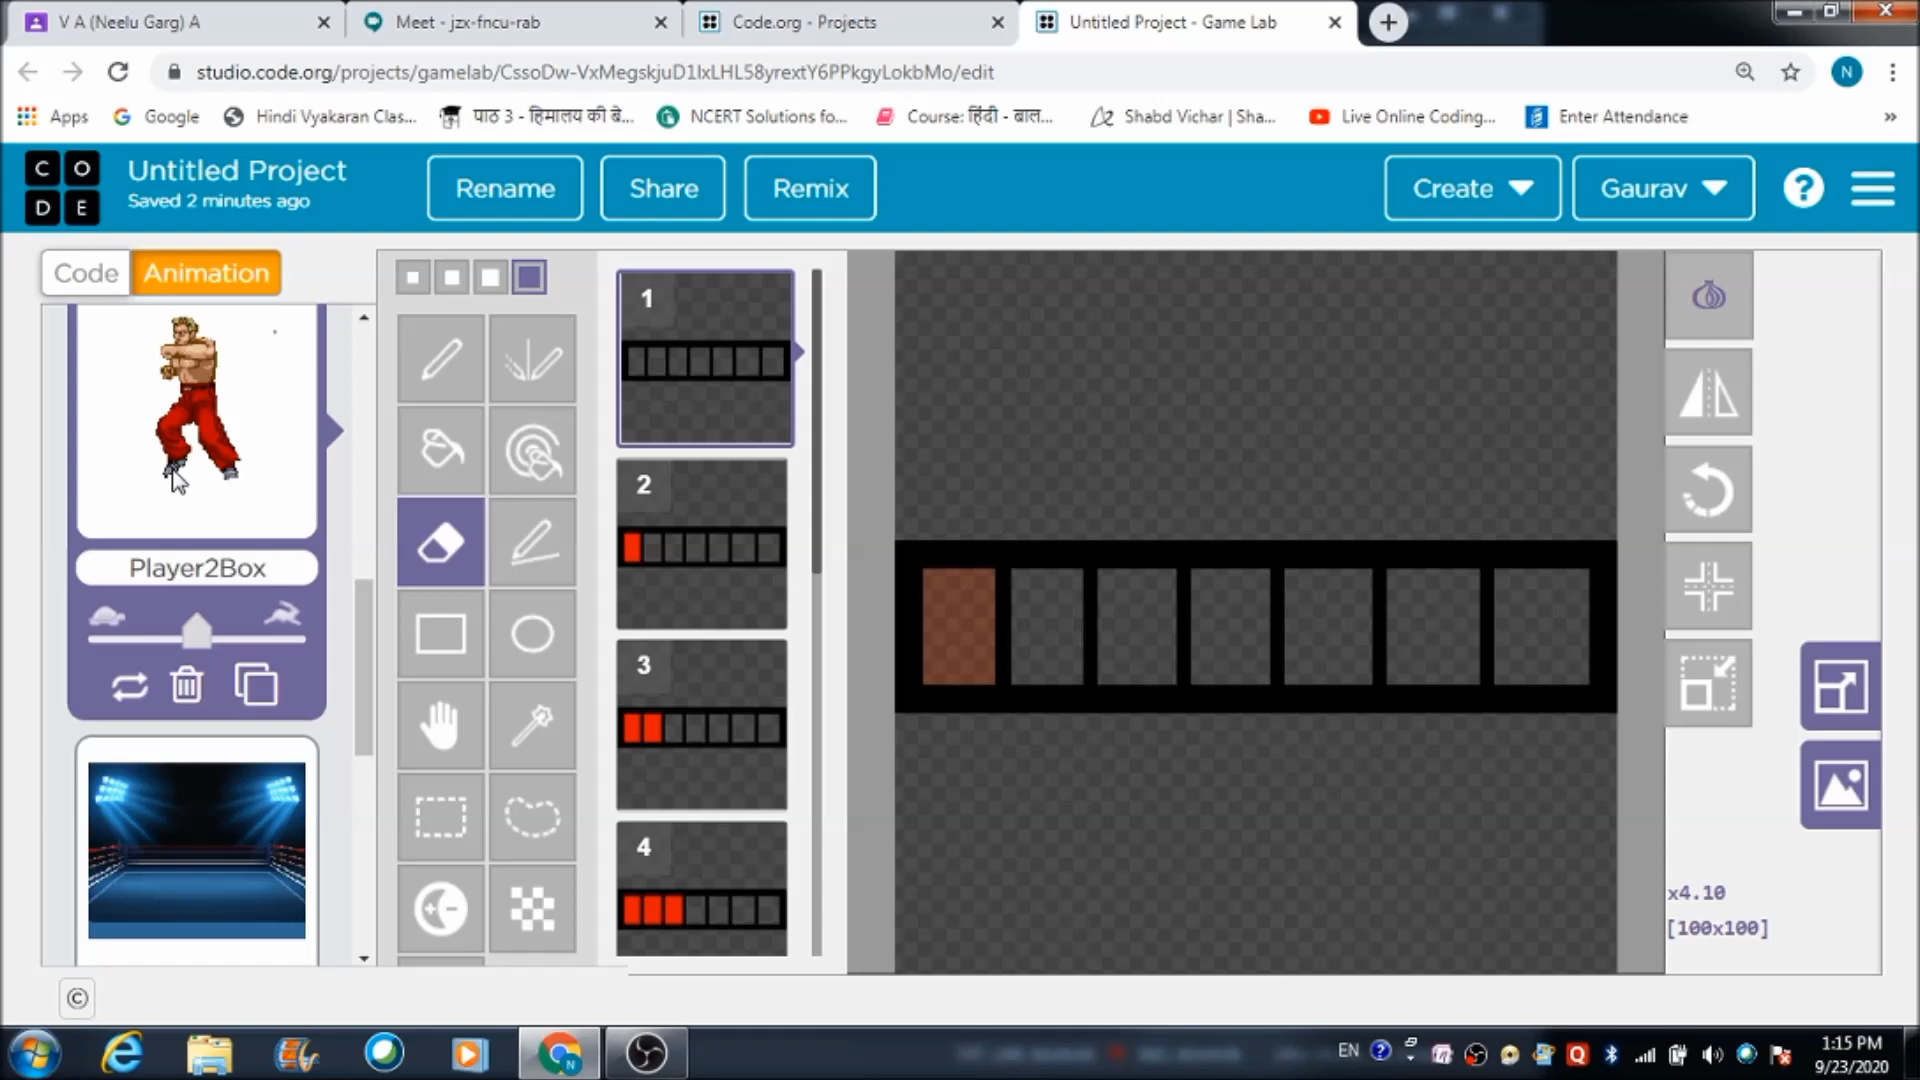 V A (Neelu Garg) A
Meet - jzx-fncu-rab
Code.org - Projects
Untitled Project - Game Lab
studio.code.org/projects/gamelab/CssoDw-VxMegskjuD1lxLHL58yrextY6PPkgyLokbMo/edit
N
Apps
Google
Hindi Vyakaran Clas...
पाठ 3 - हिमालय की बे...
NCERT Solutions fo...
Course: हिंदी - बाल...
Shabd Vichar | Sha...
Live Online Coding...
Enter Attendance
»
C O
D E
Untitled Project
Saved 2 minutes ago
Rename
Share
Remix
Create
Gaurav
?
Code
Animation
1
2
3
4
Player2Box
x4.10
[100x100]
©
EN
1:15 PM
9/23/2020